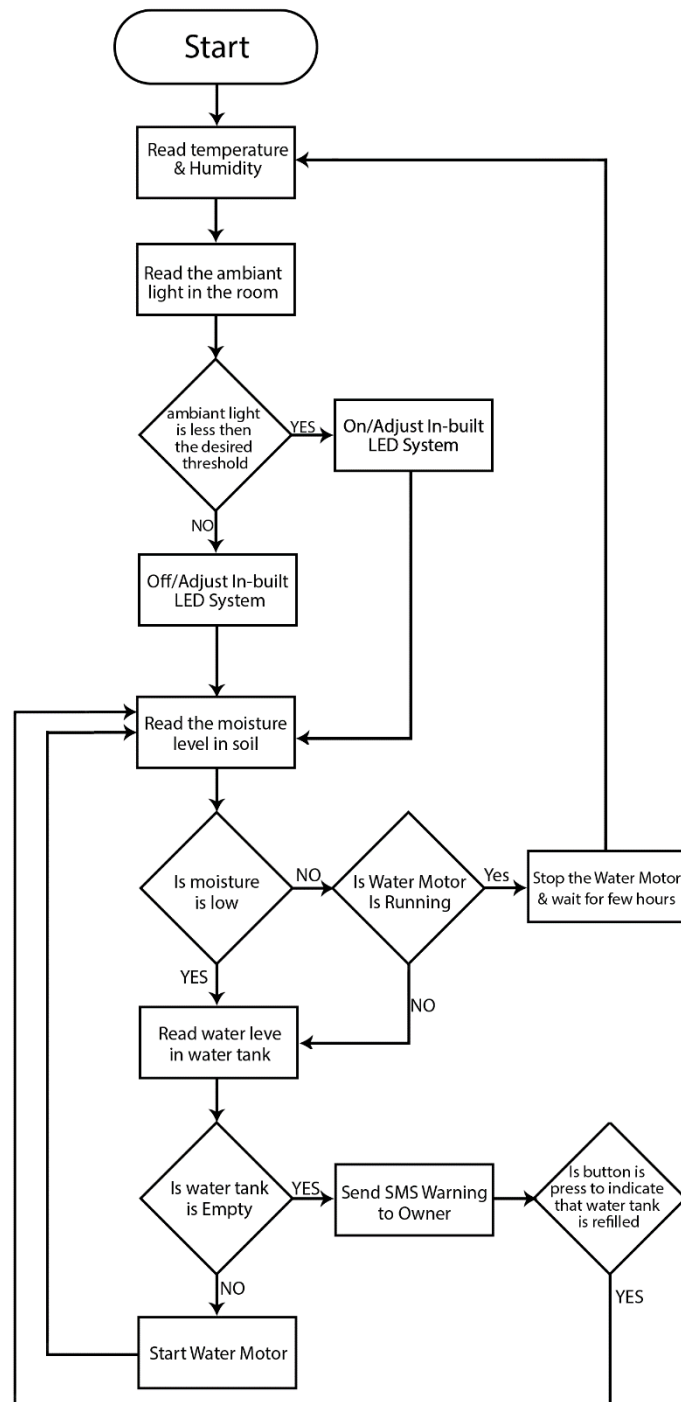 Start
Read temperature
& Humidity
Read the ambiant
light in the room
ambiant light
is less then
the desired
threshold
YES
On/Adjust In-built
LED System
NO
Off/Adjust In-built
LED System
Read the moisture
level in soil
Is moisture
is low
NO
Is Water Motor
Is Running
Yes
Stop the Water Motor
& wait for few hours
YES
NO
Read water leve
in water tank
Is water tank
is Empty
YES
Send SMS Warning
to Owner
Is button is
press to indicate
that water tank
is refilled
NO
YES
Start Water Motor